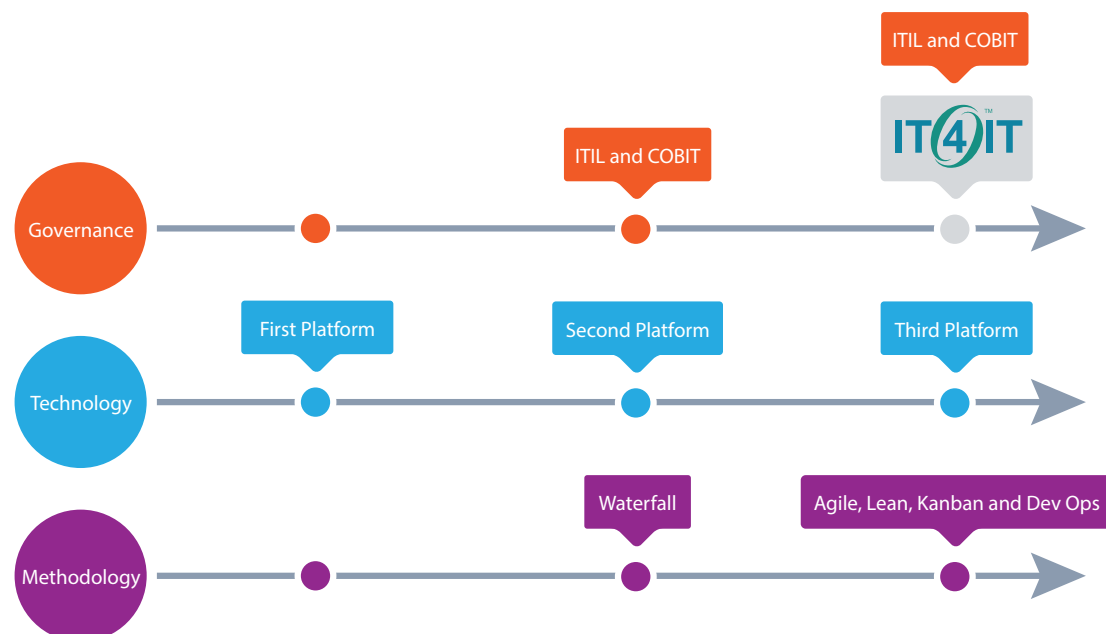 ITIL and COBIT
IT4IT™
ITIL and COBIT
Governance
First Platform
Second Platform
Third Platform
Technology
Waterfall
Agile, Lean, Kanban and Dev Ops
Methodology